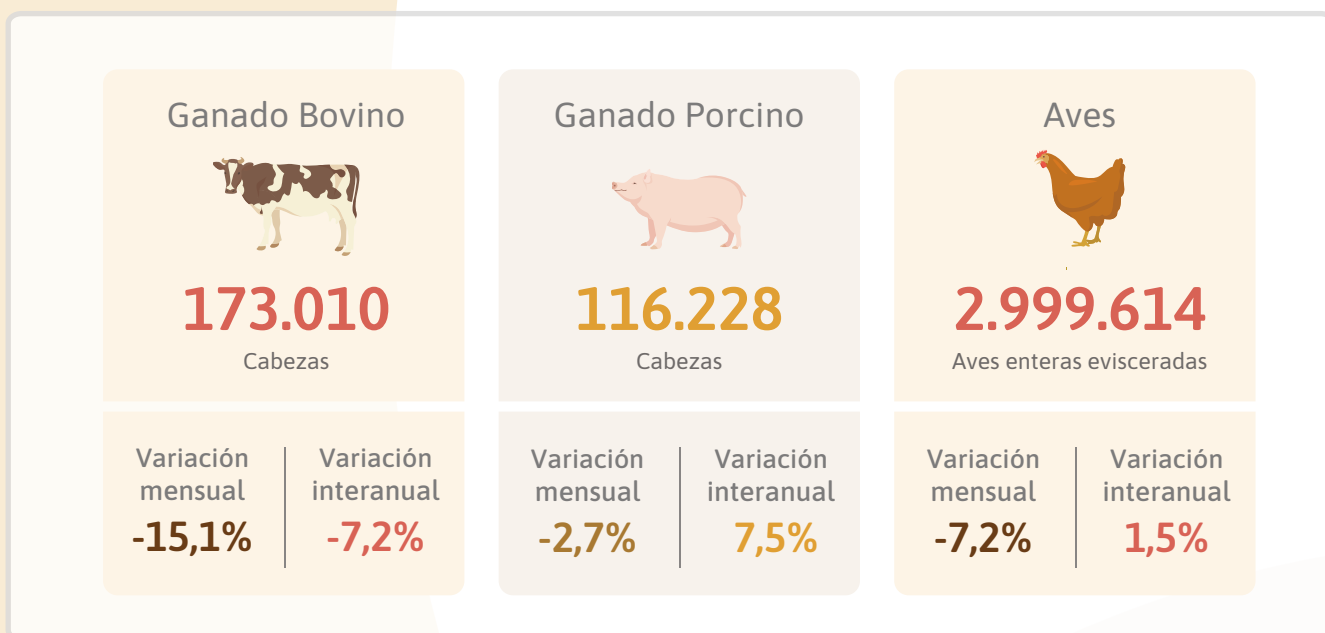 Ganado Bovino
173.010
Cabezas
Variación
mensual
-15,1%
Variación
interanual
-7,2%
Ganado Porcino
116.228
Cabezas
Variación
mensual
-2,7%
Variación
interanual
7,5%
Aves
2.999.614
Aves enteras evisceradas
Variación
mensual
-7,2%
Variación
interanual
1,5%